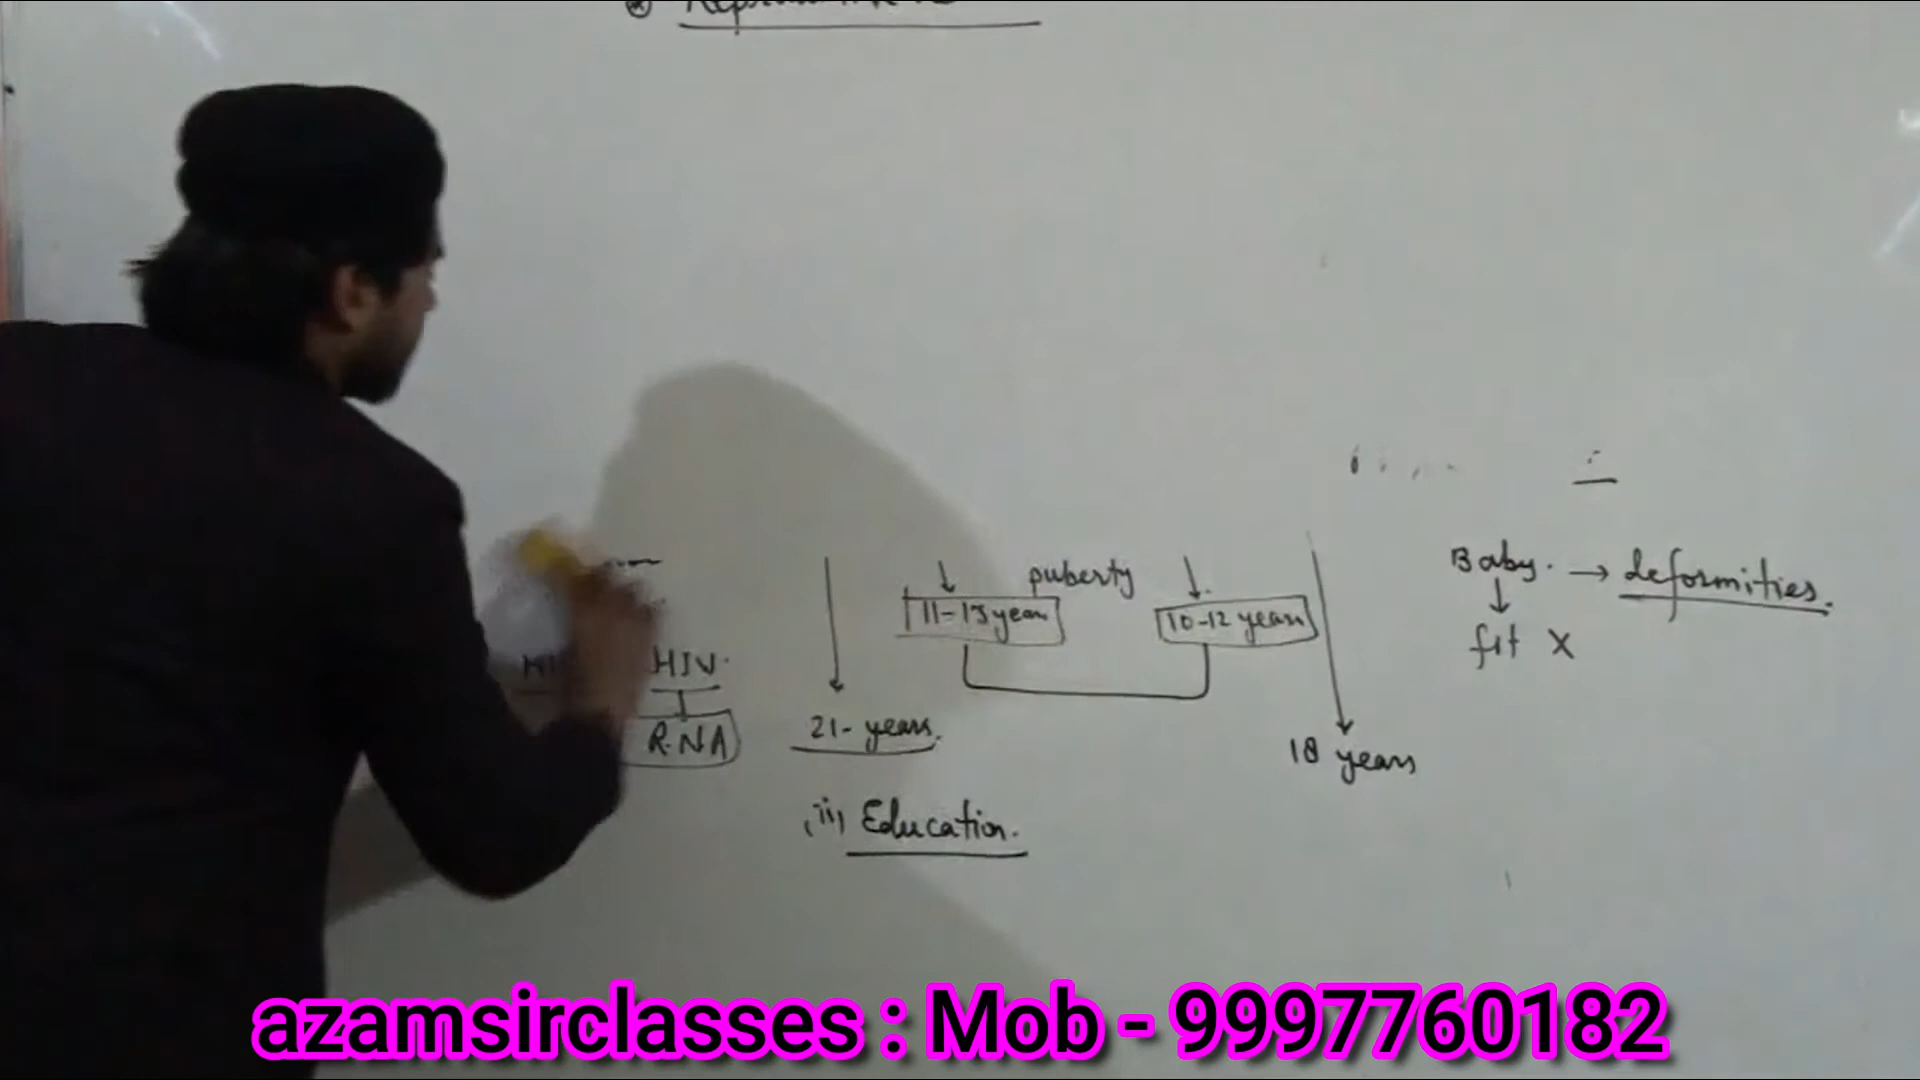 puberty
11-13 year
10-12 years
Baby. → deformities.
fit X
HIV.
R.NA
21- years.
18 years
(ii) Education.
azamsirclasses : Mob - 9997760182